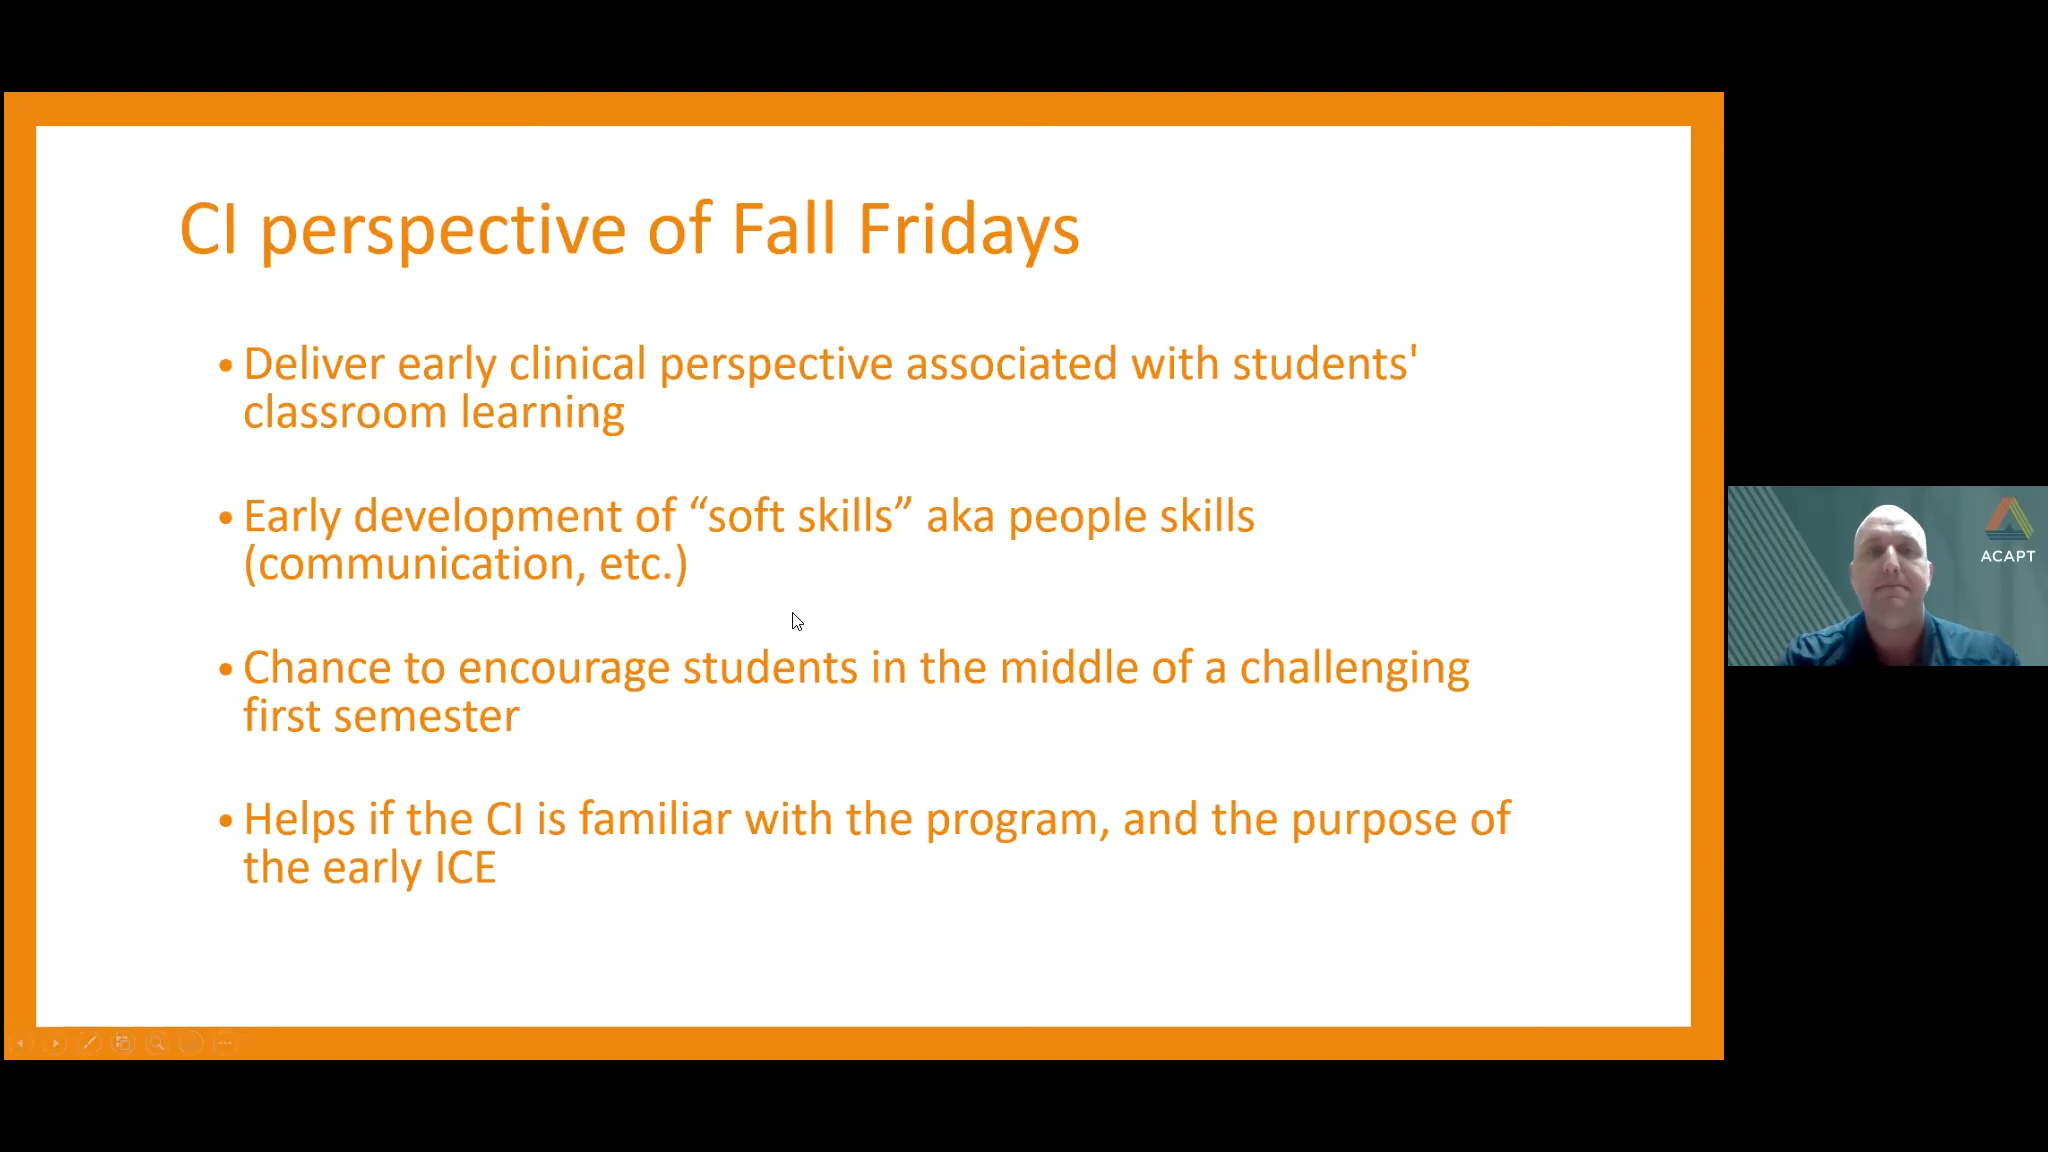 CI perspective of Fall Fridays
• Deliver early clinical perspective associated with students'
classroom learning
• Early development of “soft skills” aka people skills
(communication, etc.)
• Chance to encourage students in the middle of a challenging
first semester
• Helps if the CI is familiar with the program, and the purpose of
the early ICE
ACAPT